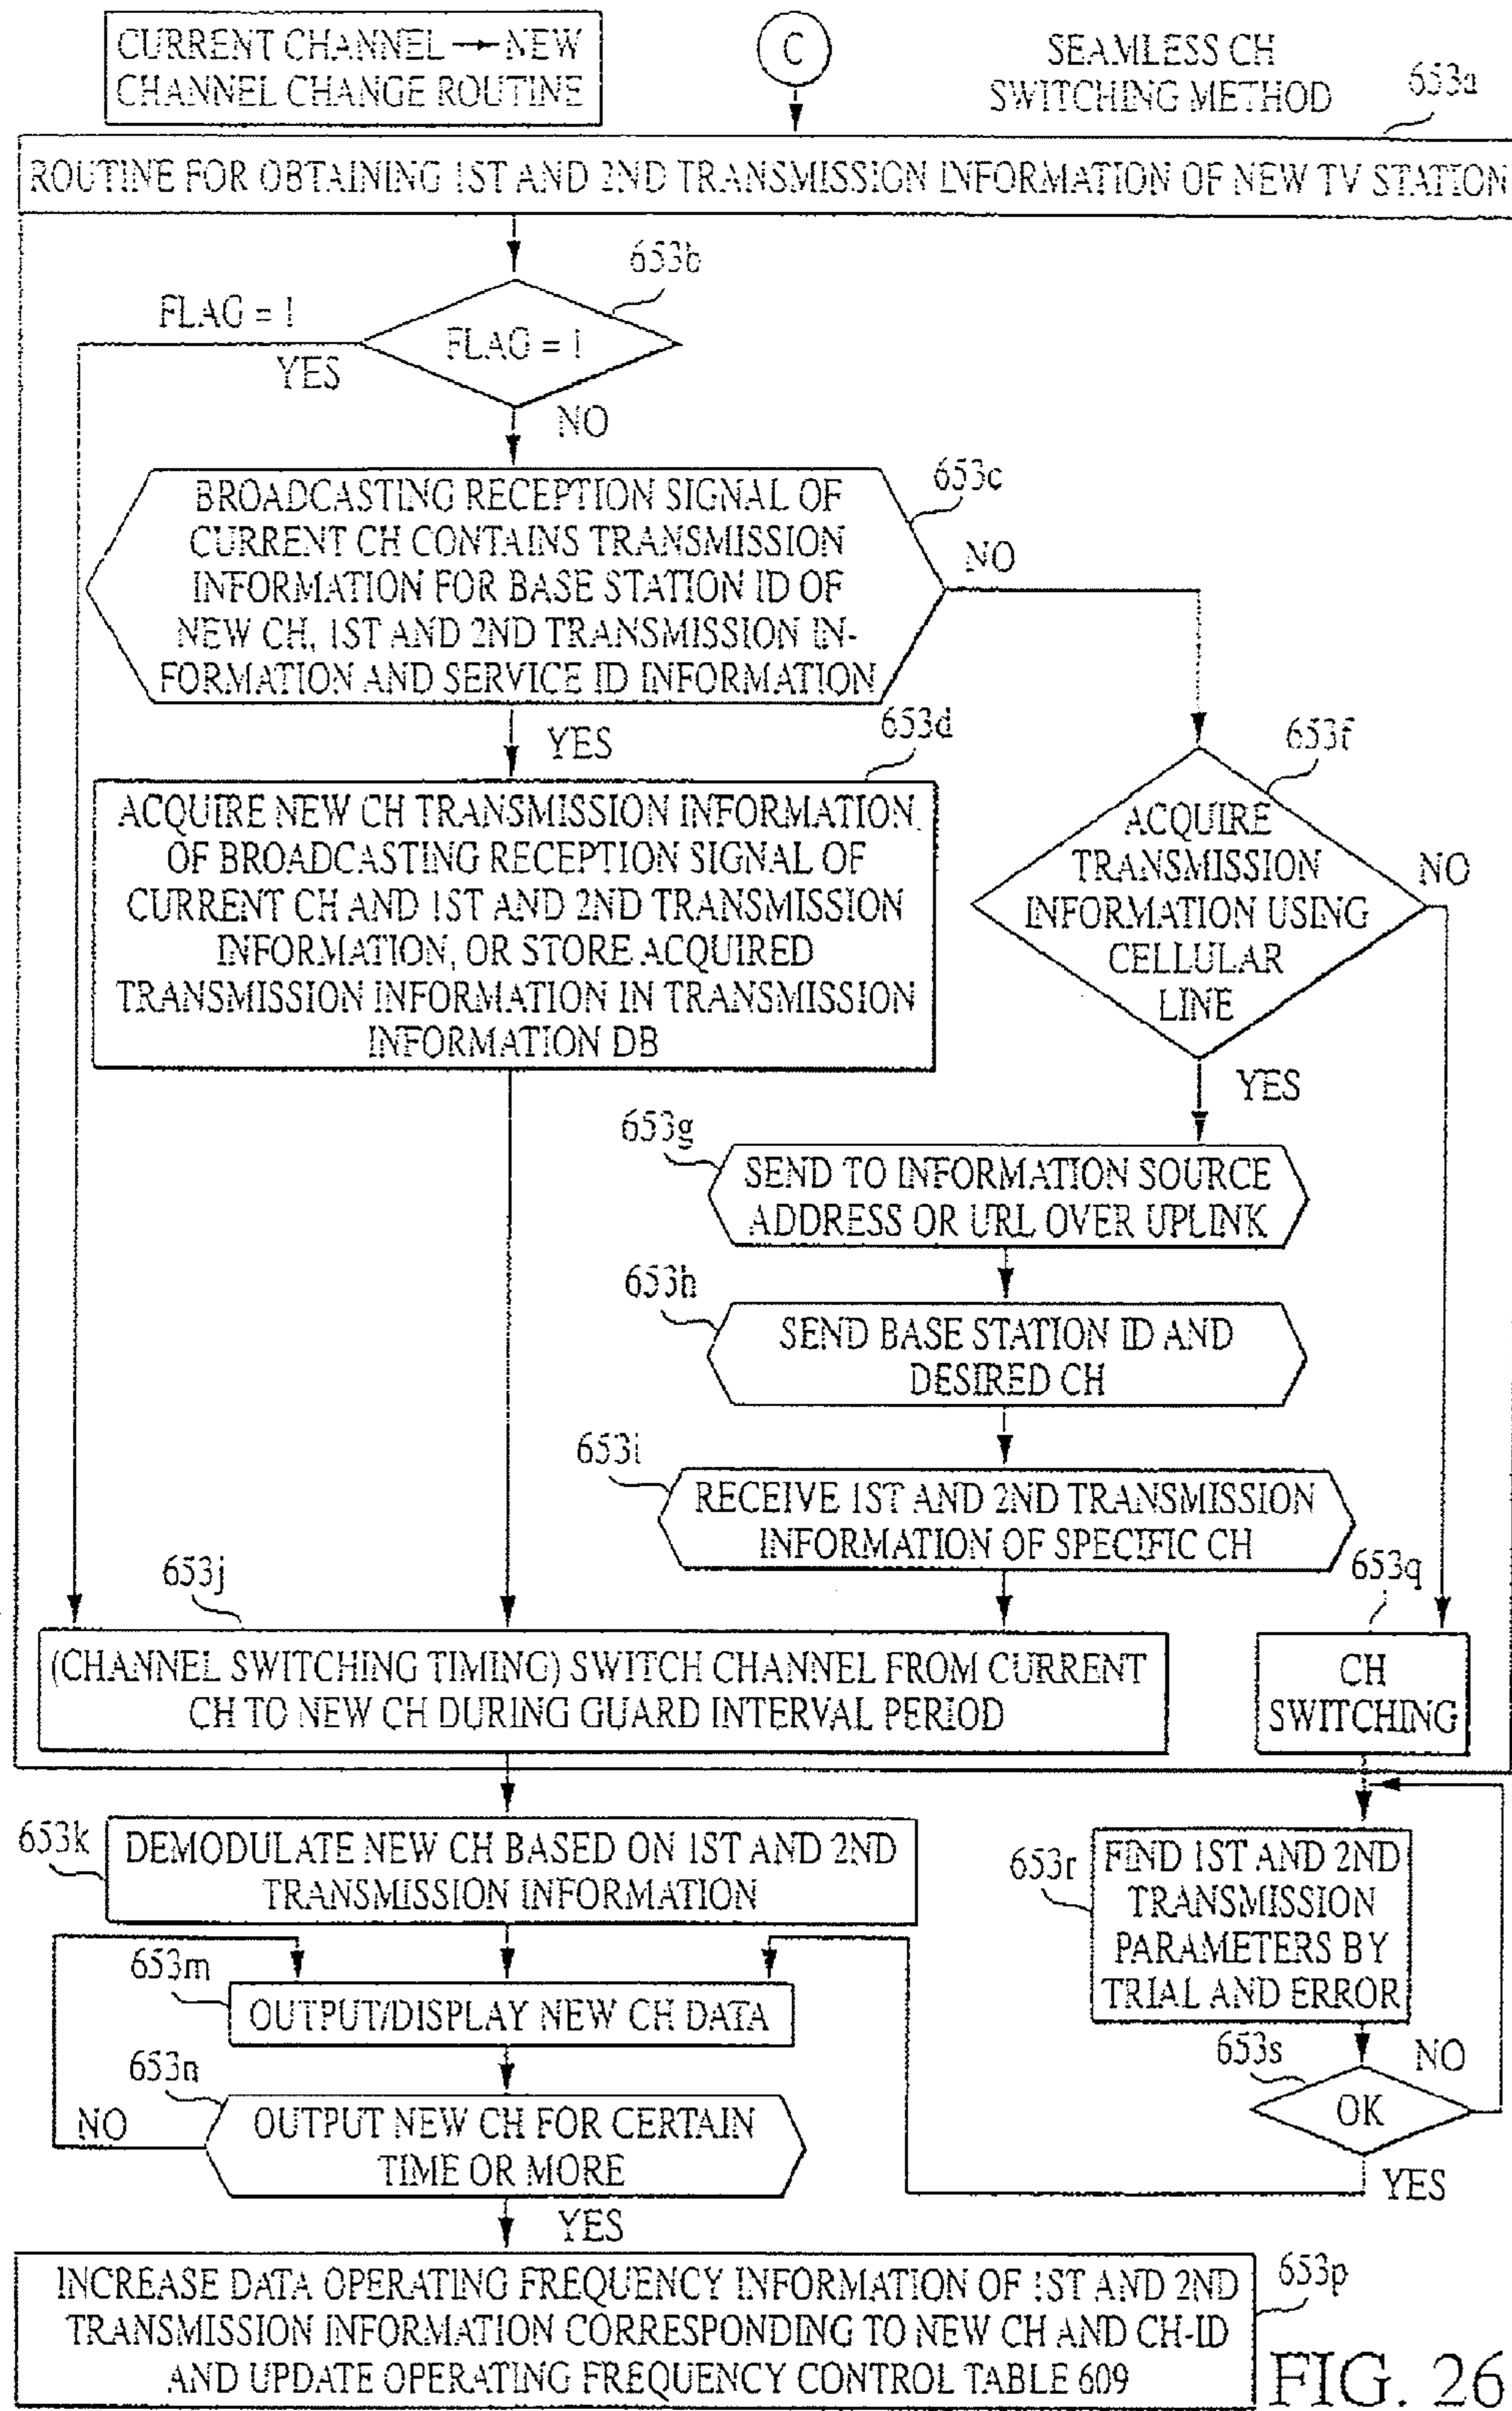 CURRENT CHANNEL → NEW
CHANNEL CHANGE ROUTINE
C
SEAMLESS CH
SWITCHING METHOD
653a
ROUTINE FOR OBTAINING 1ST AND 2ND TRANSMISSION INFORMATION OF NEW TV STATION
653b
FLAG = 1
YES
FLAG = 1
NO
653c
BROADCASTING RECEPTION SIGNAL OF
CURRENT CH CONTAINS TRANSMISSION
INFORMATION FOR BASE STATION ID OF
NEW CH, 1ST AND 2ND TRANSMISSION IN-
FORMATION AND SERVICE ID INFORMATION
NO
YES
653d
ACQUIRE NEW CH TRANSMISSION INFORMATION
OF BROADCASTING RECEPTION SIGNAL OF
CURRENT CH AND 1ST AND 2ND TRANSMISSION
INFORMATION, OR STORE ACQUIRED
TRANSMISSION INFORMATION IN TRANSMISSION
INFORMATION DB
653f
ACQUIRE
TRANSMISSION
INFORMATION USING
CELLULAR
LINE
NO
YES
653g
SEND TO INFORMATION SOURCE
ADDRESS OR URL OVER UPLINK
653h
SEND BASE STATION ID AND
DESIRED CH
653i
RECEIVE 1ST AND 2ND TRANSMISSION
INFORMATION OF SPECIFIC CH
653j
(CHANNEL SWITCHING TIMING) SWITCH CHANNEL FROM CURRENT
CH TO NEW CH DURING GUARD INTERVAL PERIOD
653q
CH
SWITCHING
653k
DEMODULATE NEW CH BASED ON 1ST AND 2ND
TRANSMISSION INFORMATION
653r
FIND 1ST AND 2ND
TRANSMISSION
PARAMETERS BY
TRIAL AND ERROR
653m
OUTPUT/DISPLAY NEW CH DATA
653s
OK
NO
YES
653n
OUTPUT NEW CH FOR CERTAIN
TIME OR MORE
NO
YES
653p
INCREASE DATA OPERATING FREQUENCY INFORMATION OF 1ST AND 2ND
TRANSMISSION INFORMATION CORRESPONDING TO NEW CH AND CH-ID
AND UPDATE OPERATING FREQUENCY CONTROL TABLE 609
FIG. 26